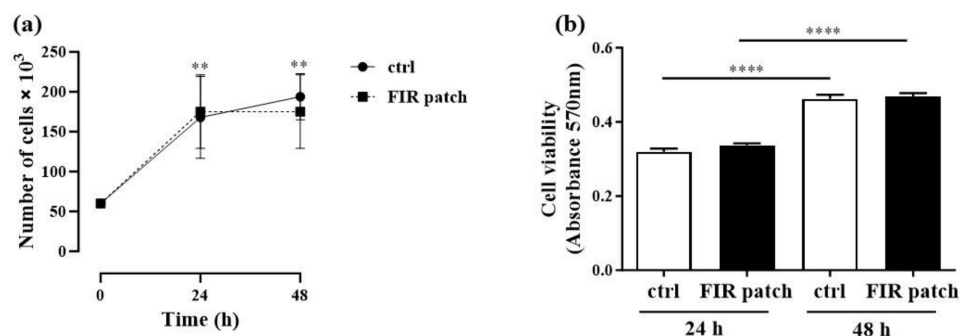 (a)
Number of cells × 10³
250
200
150
100
50
0
** **
0 24 48
Time (h)
ctrl
FIR patch
(b)
Cell viability
(Absorbance 570nm)
0.6
0.4
0.2
0.0
****
****
ctrl FIR patch ctrl FIR patch
24 h 48 h